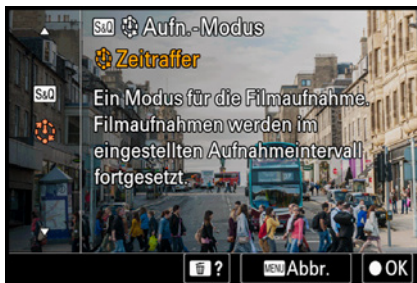 S&Q Aufn.-Modus
Zeitraffer
S&Q
Ein Modus für die Filmaufnahme.
Filmaufnahmen werden im
eingestellten Aufnahmeintervall
fortgesetzt.
? MENU Abbr. OK